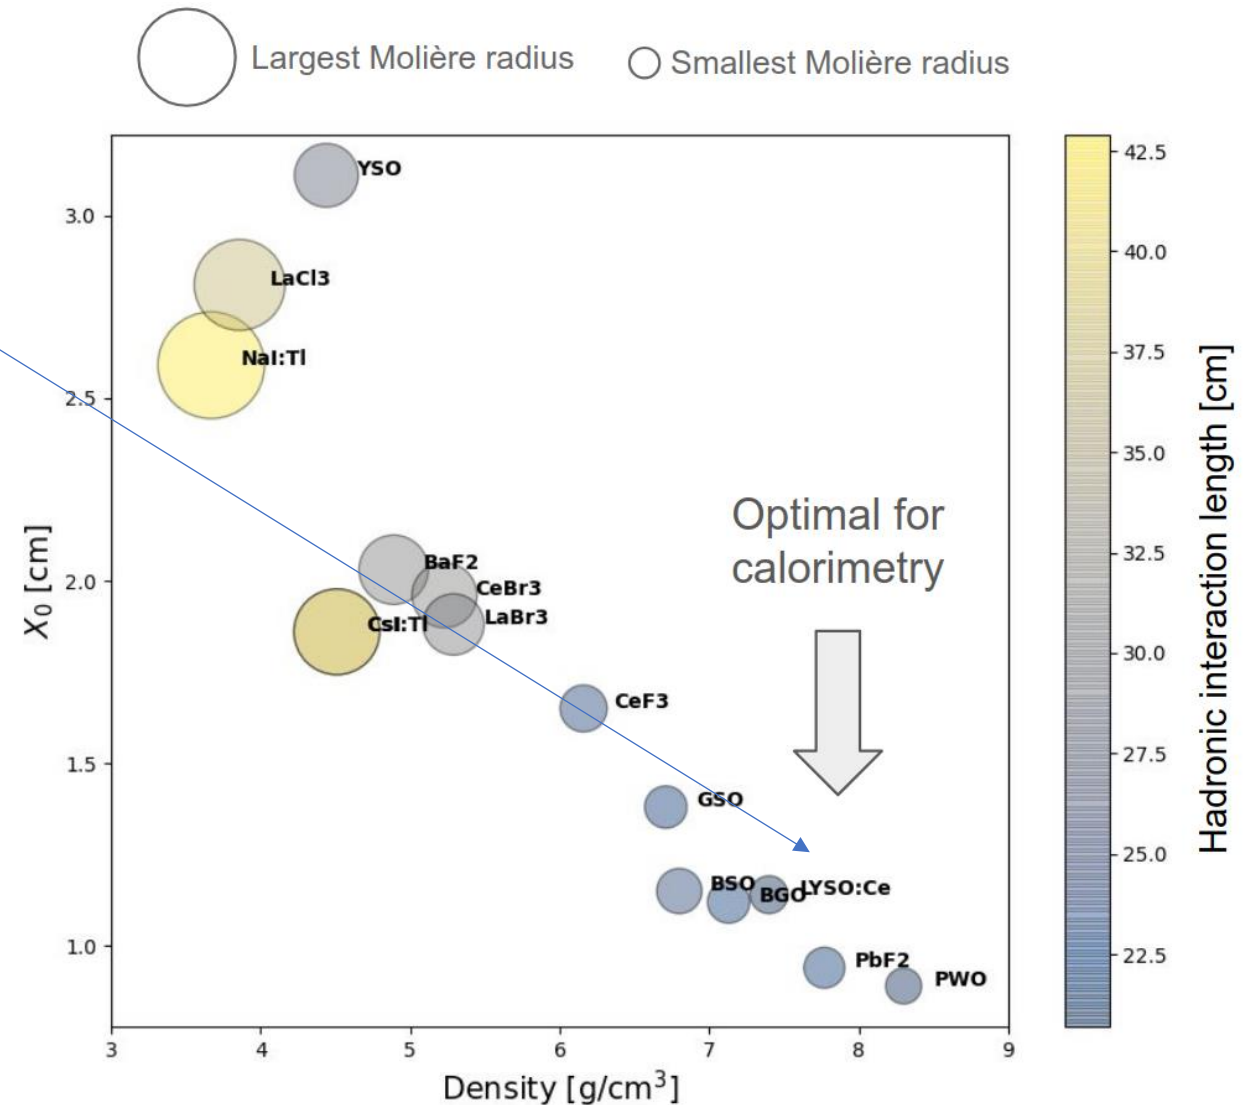 Largest Molière radius
Smallest Molière radius
YSO
LaCl3
NaI:Tl
BaF2
CeBr3
LaBr3
CsI:Tl
CeF3
GSO
BSO
BGO
LYSO:Ce
PbF2
PWO
Optimal for
calorimetry
3.0
2.5
2.0
1.5
1.0
X₀ [cm]
3 4 5 6 7 8 9
Density [g/cm³]
42.5
40.0
37.5
35.0
32.5
30.0
27.5
25.0
22.5
Hadronic interaction length [cm]